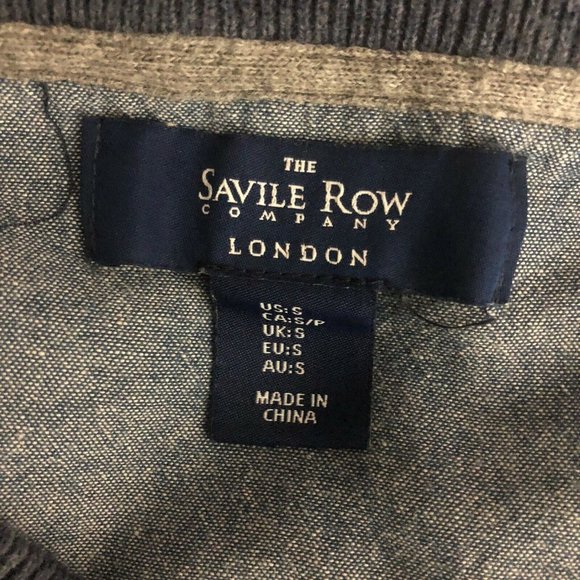 THE
SAVILE ROW
COMPANY
LONDON
US:S
CA:S/P
UK:S
EU:S
AU:S
MADE IN
CHINA